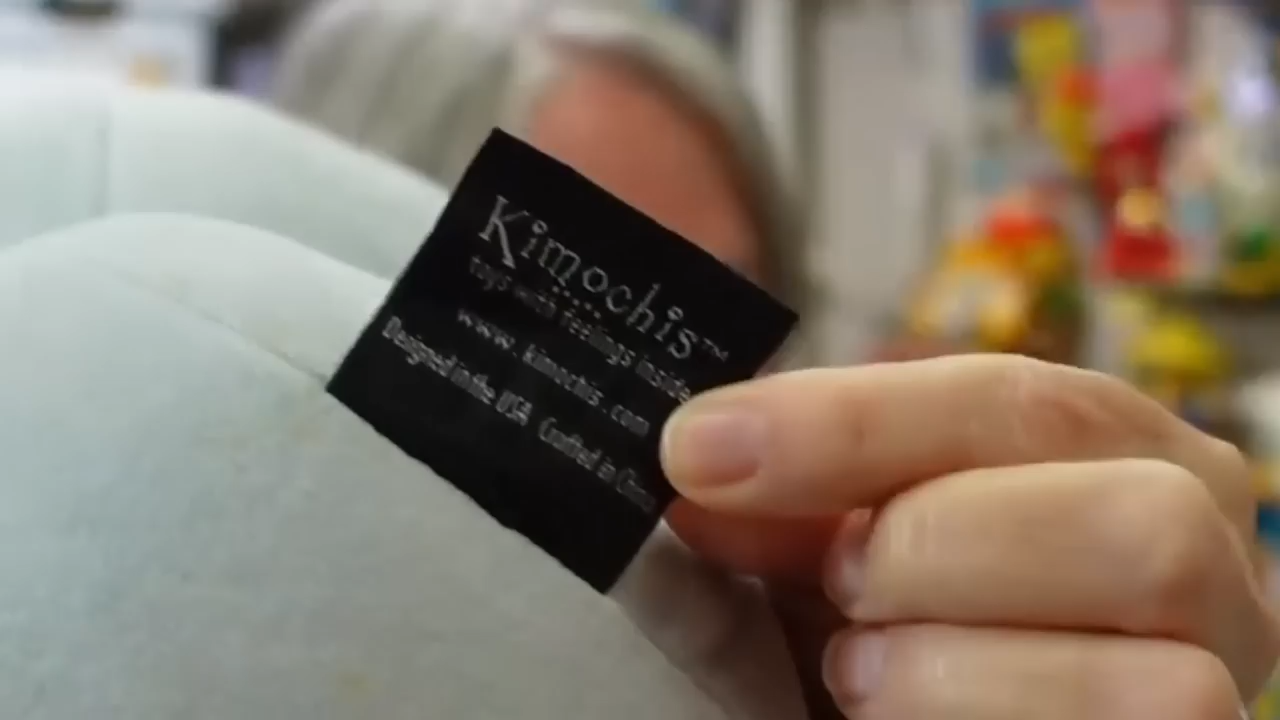 Kimochis™
toys with feelings inside
www.kimochis.com
Designed in the USA Crafted in China